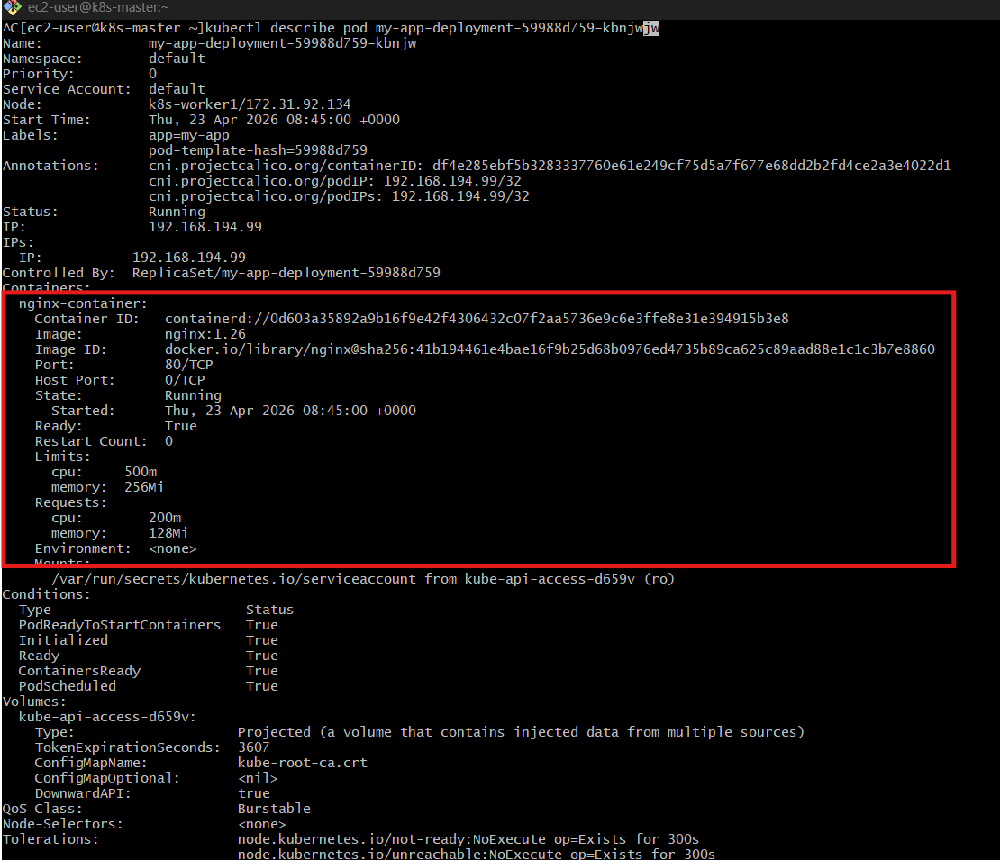 ec2-user@k8s-master:~
^C[ec2-user@k8s-master ~]kubectl describe pod my-app-deployment-59988d759-kbnjwjw
Name:             my-app-deployment-59988d759-kbnjw
Namespace:        default
Priority:         0
Service Account:  default
Node:             k8s-worker1/172.31.92.134
Start Time:       Thu, 23 Apr 2026 08:45:00 +0000
Labels:           app=my-app
                  pod-template-hash=59988d759
Annotations:      cni.projectcalico.org/containerID: df4e285ebf5b3283337760e61e249cf75d5a7f677e68dd2b2fd4ce2a3e4022d1
                  cni.projectcalico.org/podIP: 192.168.194.99/32
                  cni.projectcalico.org/podIPs: 192.168.194.99/32
Status:           Running
IP:               192.168.194.99
IPs:
  IP:           192.168.194.99
Controlled By:  ReplicaSet/my-app-deployment-59988d759
Containers:
  nginx-container:
    Container ID:   containerd://0d603a35892a9b16f9e42f4306432c07f2aa5736e9c6e3ffe8e31e394915b3e8
    Image:          nginx:1.26
    Image ID:       docker.io/library/nginx@sha256:41b194461e4bae16f9b25d68b0976ed4735b89ca625c89aad88e1c1c3b7e8860
    Port:           80/TCP
    Host Port:      0/TCP
    State:          Running
      Started:      Thu, 23 Apr 2026 08:45:00 +0000
    Ready:          True
    Restart Count:  0
    Limits:
      cpu:     500m
      memory:  256Mi
    Requests:
      cpu:        200m
      memory:     128Mi
    Environment:  <none>
    Mounts:
      /var/run/secrets/kubernetes.io/serviceaccount from kube-api-access-d659v (ro)
Conditions:
  Type                        Status
  PodReadyToStartContainers   True
  Initialized                 True
  Ready                       True
  ContainersReady             True
  PodScheduled                True
Volumes:
  kube-api-access-d659v:
    Type:                    Projected (a volume that contains injected data from multiple sources)
    TokenExpirationSeconds:  3607
    ConfigMapName:           kube-root-ca.crt
    ConfigMapOptional:       <nil>
    DownwardAPI:             true
QoS Class:                   Burstable
Node-Selectors:              <none>
Tolerations:                 node.kubernetes.io/not-ready:NoExecute op=Exists for 300s
                             node.kubernetes.io/unreachable:NoExecute op=Exists for 300s